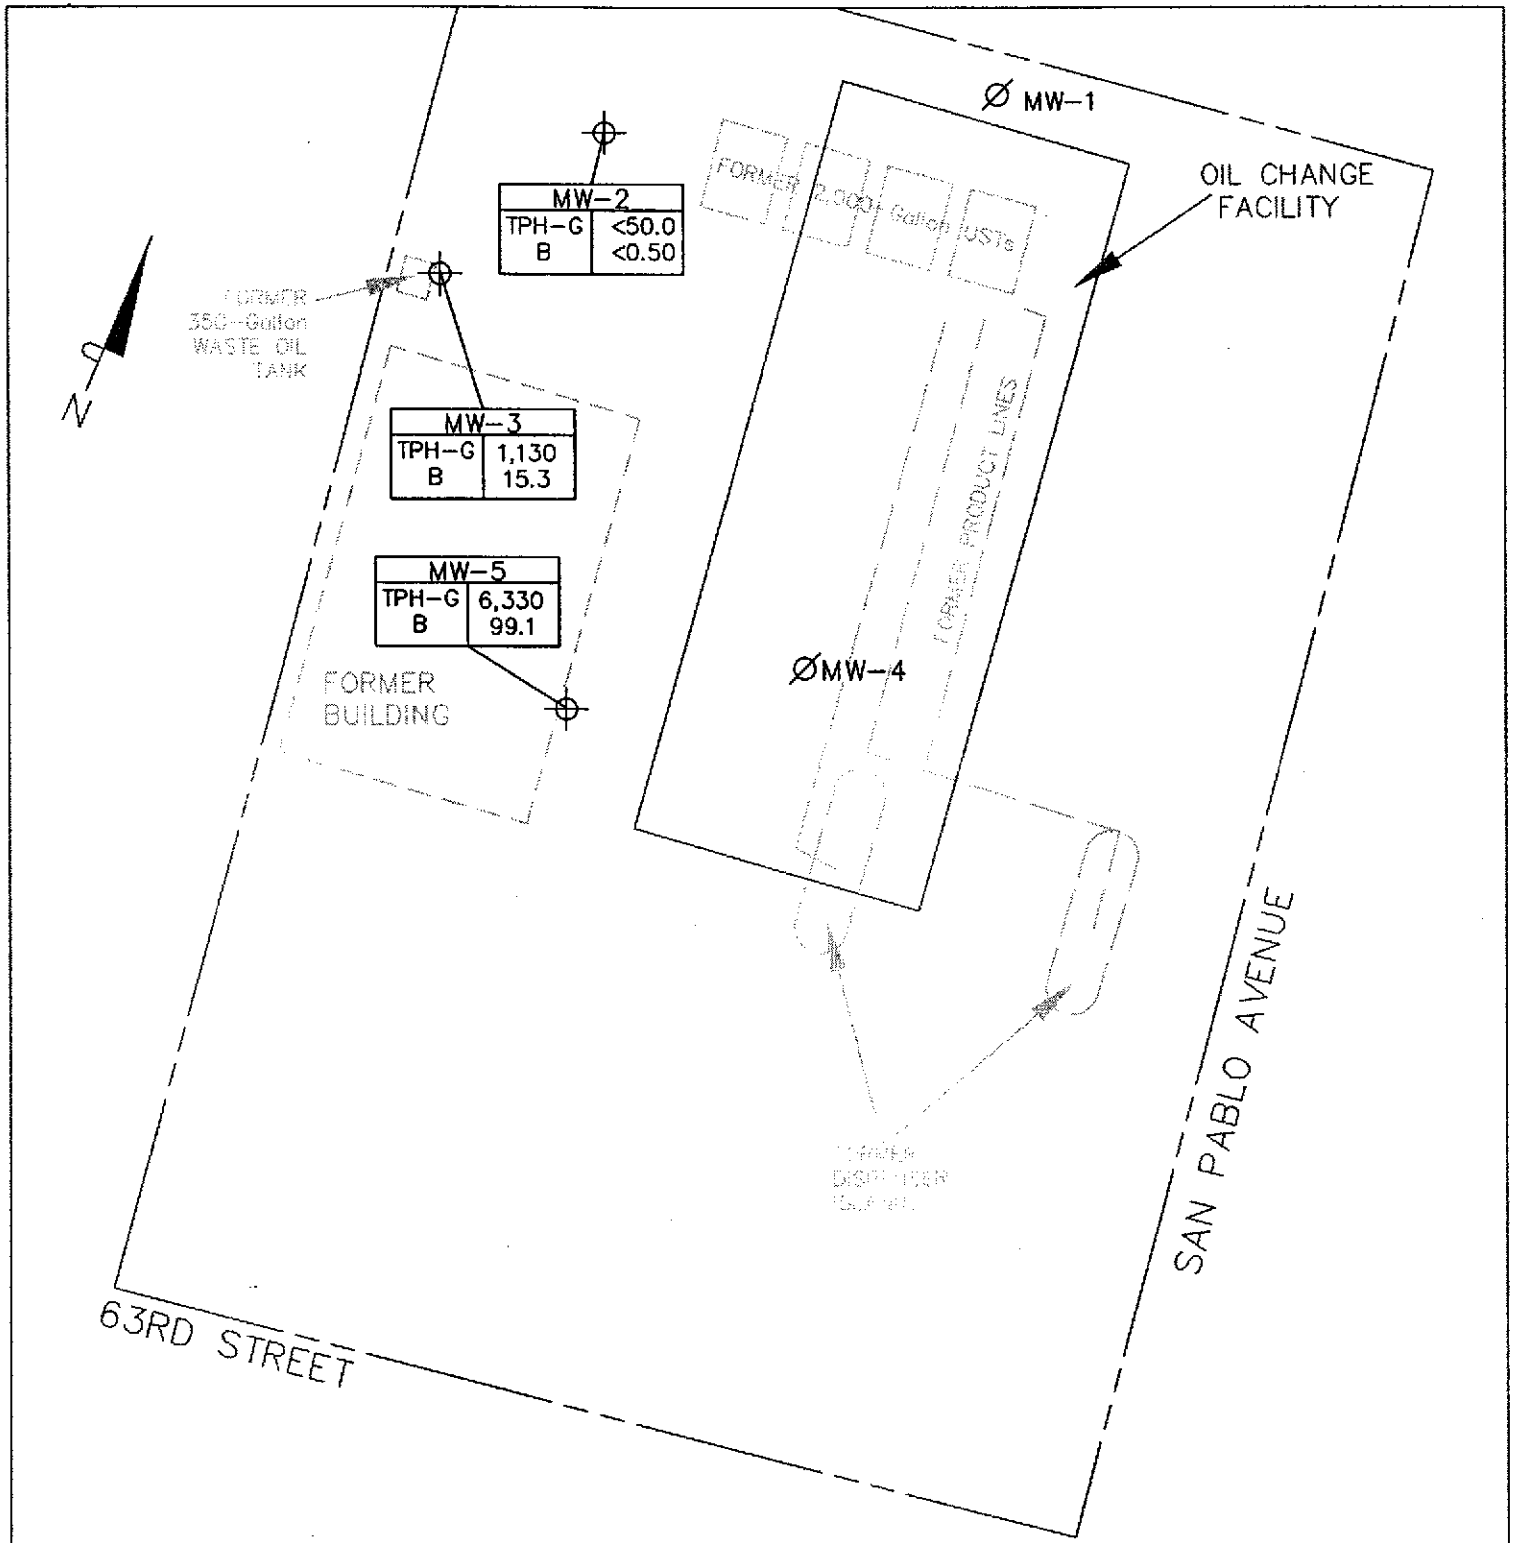 Ø MW-1
OIL CHANGE
FACILITY
FORMER 2,000-Gallon USTs
MW-2
TPH-G <50.0
B <0.50
FORMER
350-Gallon
WASTE OIL
TANK
N
MW-3
TPH-G 1,130
B 15.3
FORMER PRODUCT LINES
MW-5
TPH-G 6,330
B 99.1
ØMW-4
FORMER
BUILDING
SAN PABLO AVENUE
63RD STREET